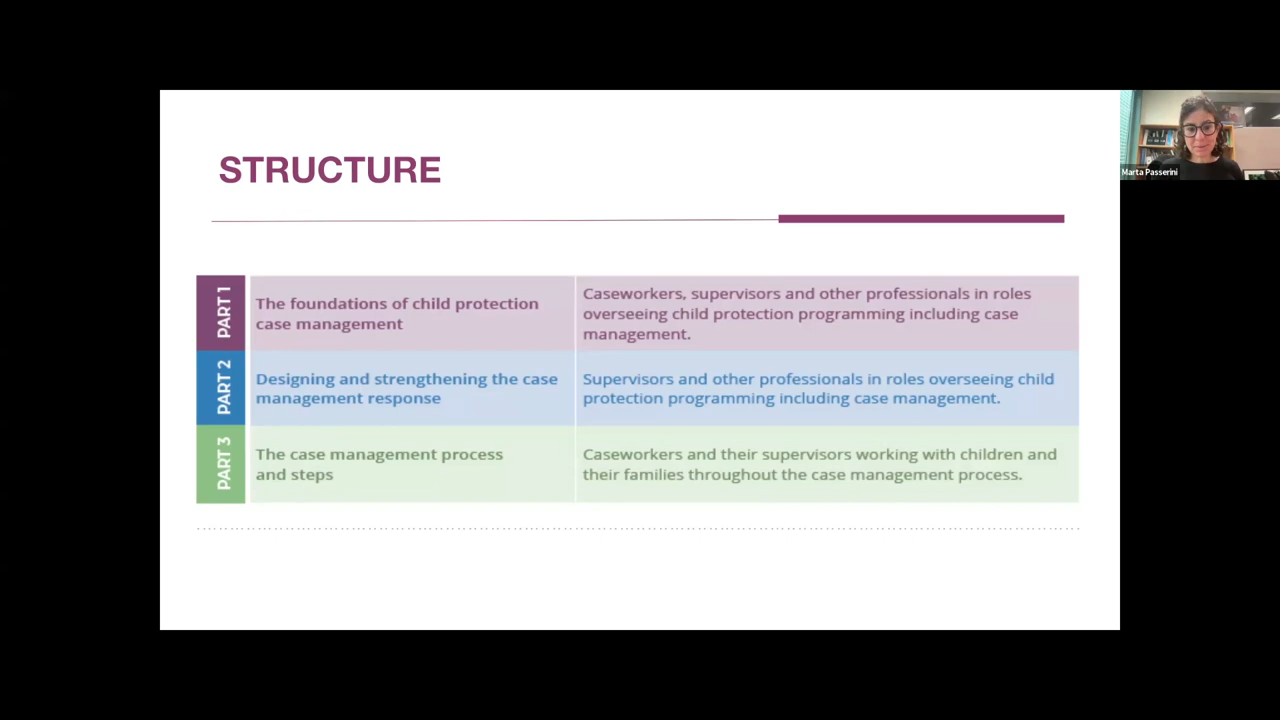 STRUCTURE
Marta Passerini
PART 1
The foundations of child protection
case management
Caseworkers, supervisors and other professionals in roles
overseeing child protection programming including case
management.
PART 2
Designing and strengthening the case
management response
Supervisors and other professionals in roles overseeing child
protection programming including case management.
PART 3
The case management process
and steps
Caseworkers and their supervisors working with children and
their families throughout the case management process.